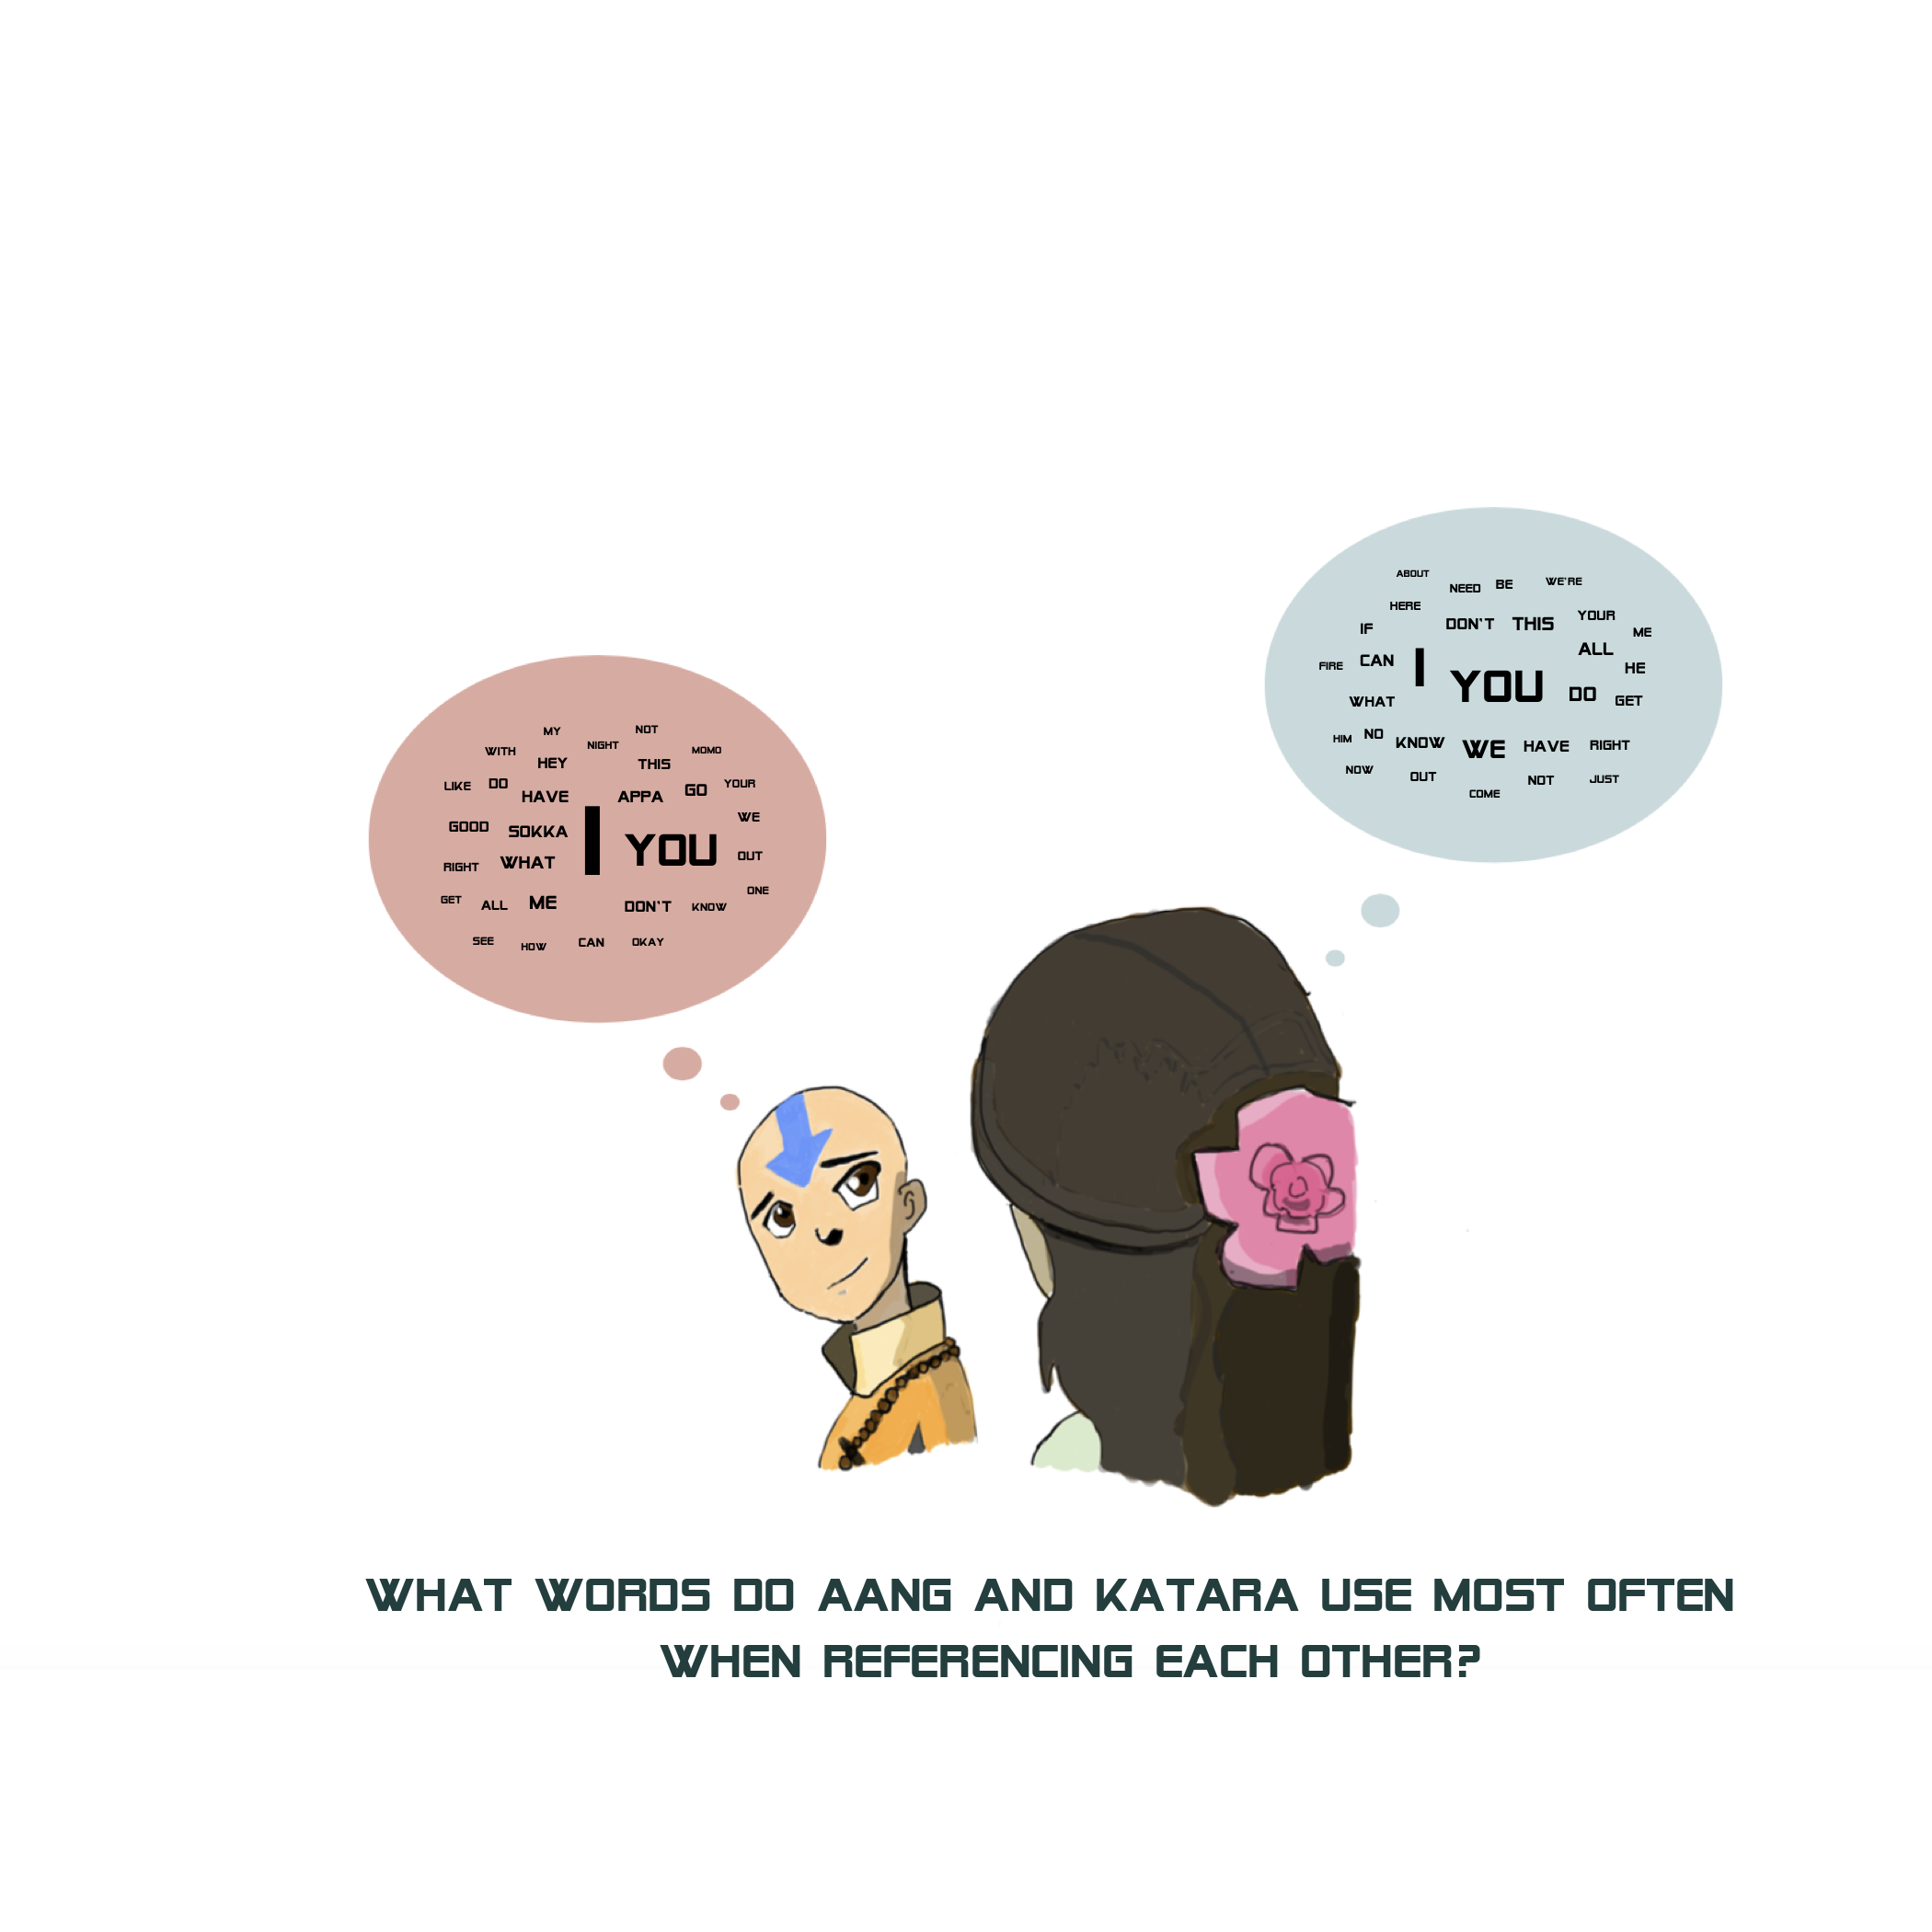 ABOUT
NEED BE WE'RE
HERE
IF DON'T THIS YOUR ME
FIRE CAN I YOU ALL HE
WHAT DO GET
HIM NO KNOW WE HAVE RIGHT
NOW OUT COME NOT JUST
MY NOT
WITH NIGHT MOMO
HEY THIS
LIKE DO HAVE APPA GO YOUR
GOOD SOKKA I YOU WE
RIGHT WHAT OUT
GET ALL ME DON'T KNOW ONE
SEE HOW CAN OKAY
WHAT WORDS DO AANG AND KATARA USE MOST OFTEN
WHEN REFERENCING EACH OTHER?